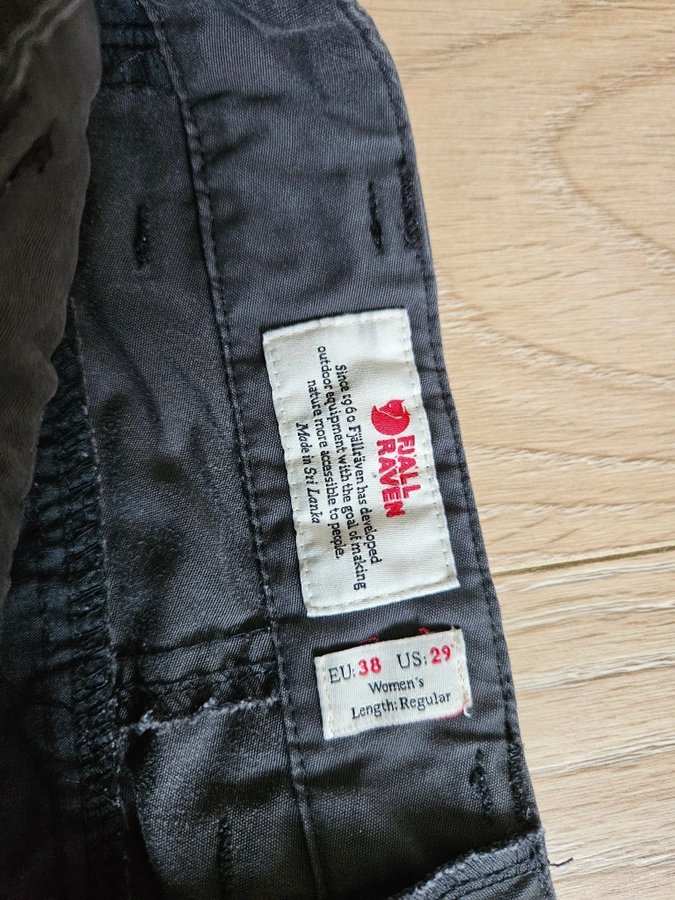 FJÄLL
RÄVEN
Since 1960 Fjällräven has developed
outdoor equipment with the goal of making
nature more accessible to people.
Made in Sri Lanka
EU: 38 US: 29
Women's
Length: Regular